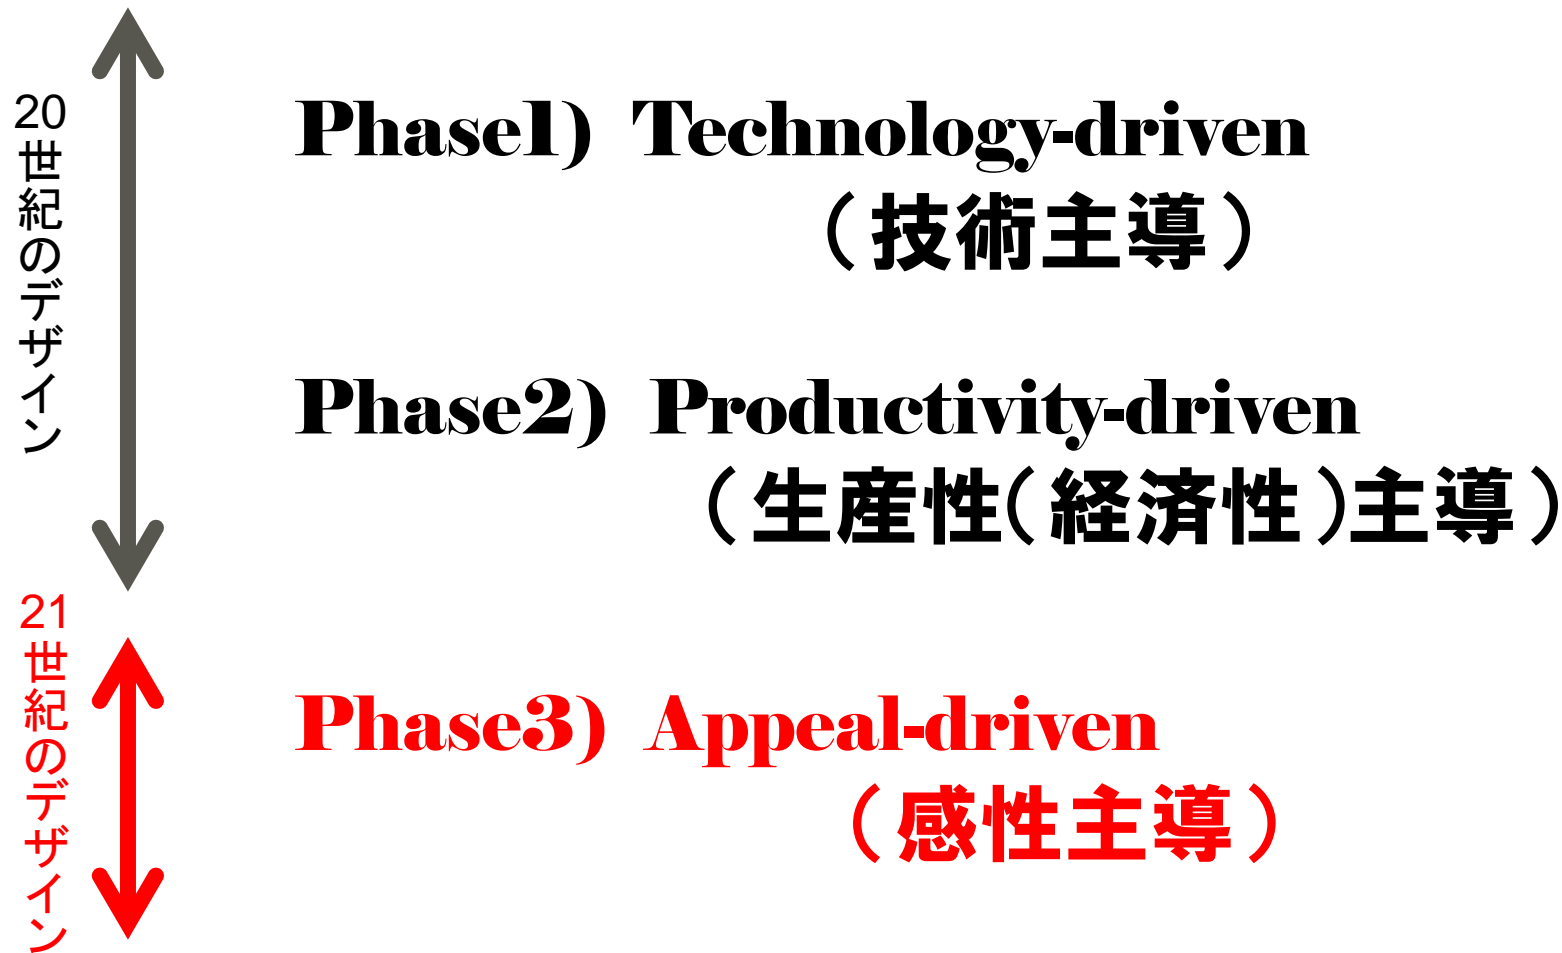 20世紀のデザイン
Phase1) Technology-driven
（技術主導）
Phase2) Productivity-driven
（生産性（経済性）主導）
21世紀のデザイン
Phase3) Appeal-driven
（感性主導）